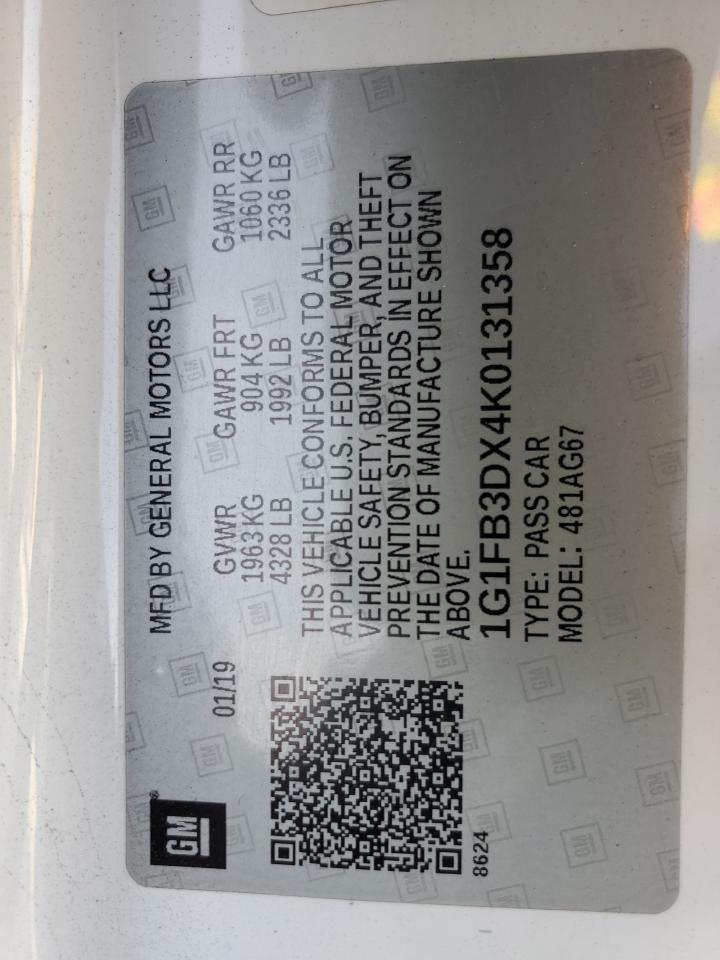 GM
MFD BY GENERAL MOTORS LLC
01/19
GVWR GAWR FRT GAWR RR
1963 KG 904 KG 1060 KG
4328 LB 1992 LB 2336 LB
THIS VEHICLE CONFORMS TO ALL
APPLICABLE U.S. FEDERAL MOTOR
VEHICLE SAFETY, BUMPER, AND THEFT
PREVENTION STANDARDS IN EFFECT ON
THE DATE OF MANUFACTURE SHOWN
ABOVE.
1G1FB3DX4K0131358
TYPE: PASS CAR
MODEL: 481AG67
8624